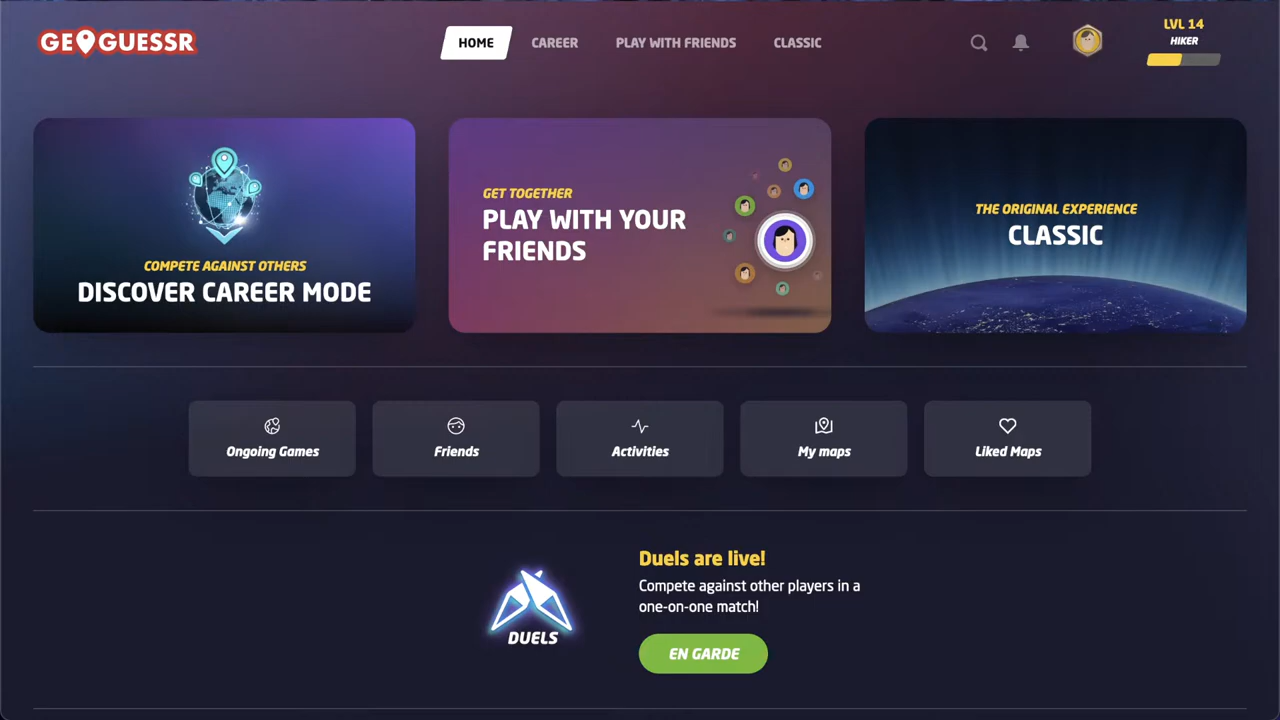 GEOGUESSR
HOME
CAREER
PLAY WITH FRIENDS
CLASSIC
LVL 14
HIKER
COMPETE AGAINST OTHERS
DISCOVER CAREER MODE
GET TOGETHER
PLAY WITH YOUR
FRIENDS
THE ORIGINAL EXPERIENCE
CLASSIC
Ongoing Games
Friends
Activities
My maps
Liked Maps
DUELS
Duels are live!
Compete against other players in a
one-on-one match!
EN GARDE